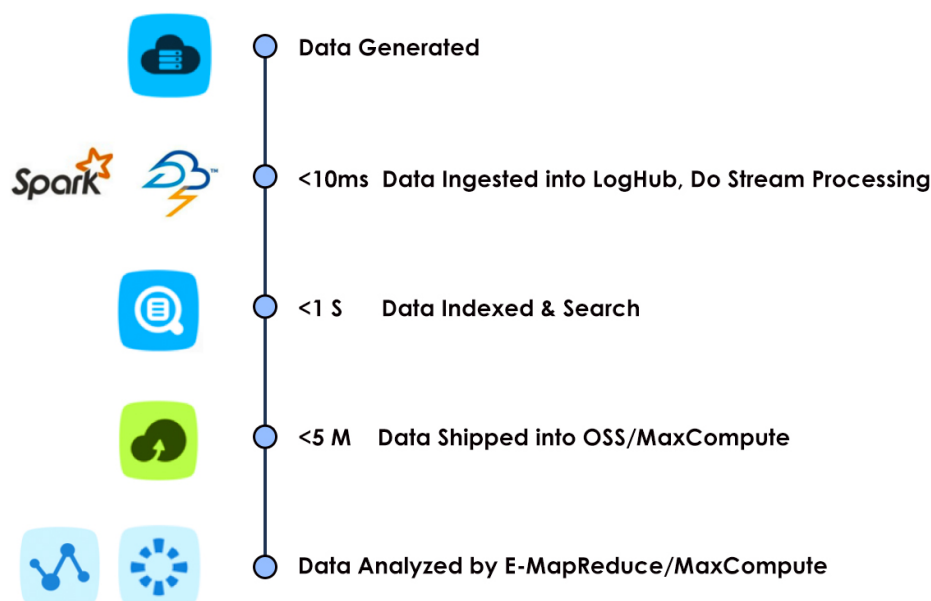 Data Generated
Spark
<10ms Data Ingested into LogHub, Do Stream Processing
<1 S Data Indexed & Search
<5 M Data Shipped into OSS/MaxCompute
Data Analyzed by E-MapReduce/MaxCompute